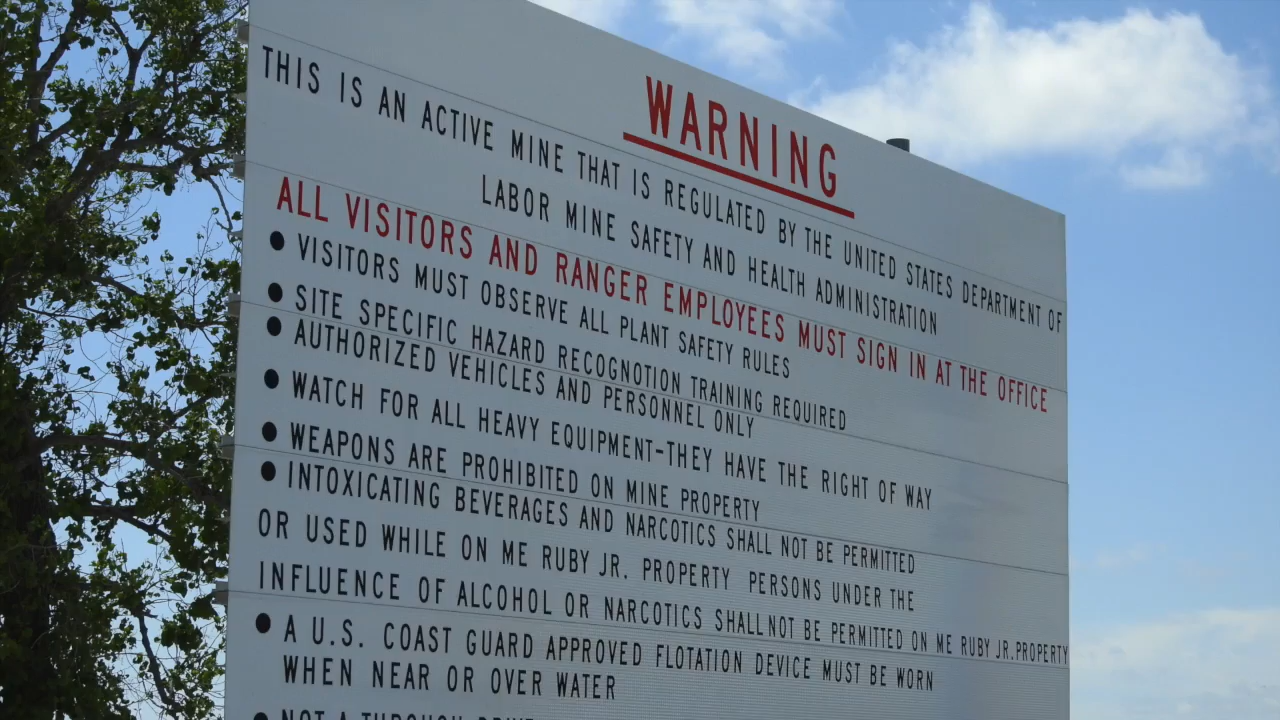 WARNING
THIS IS AN ACTIVE MINE THAT IS REGULATED BY THE UNITED STATES DEPARTMENT OF
LABOR MINE SAFETY AND HEALTH ADMINISTRATION
ALL VISITORS AND RANGER EMPLOYEES MUST SIGN IN AT THE OFFICE
● VISITORS MUST OBSERVE ALL PLANT SAFETY RULES
● SITE SPECIFIC HAZARD RECOGNOTION TRAINING REQUIRED
● AUTHORIZED VEHICLES AND PERSONNEL ONLY
● WATCH FOR ALL HEAVY EQUIPMENT-THEY HAVE THE RIGHT OF WAY
● WEAPONS ARE PROHIBITED ON MINE PROPERTY
● INTOXICATING BEVERAGES AND NARCOTICS SHALL NOT BE PERMITTED
OR USED WHILE ON ME RUBY JR. PROPERTY PERSONS UNDER THE
INFLUENCE OF ALCOHOL OR NARCOTICS SHALL NOT BE PERMITTED ON ME RUBY JR. PROPERTY
● A U.S. COAST GUARD APPROVED FLOTATION DEVICE MUST BE WORN
WHEN NEAR OR OVER WATER
● NOT A THROUGH DRIVE